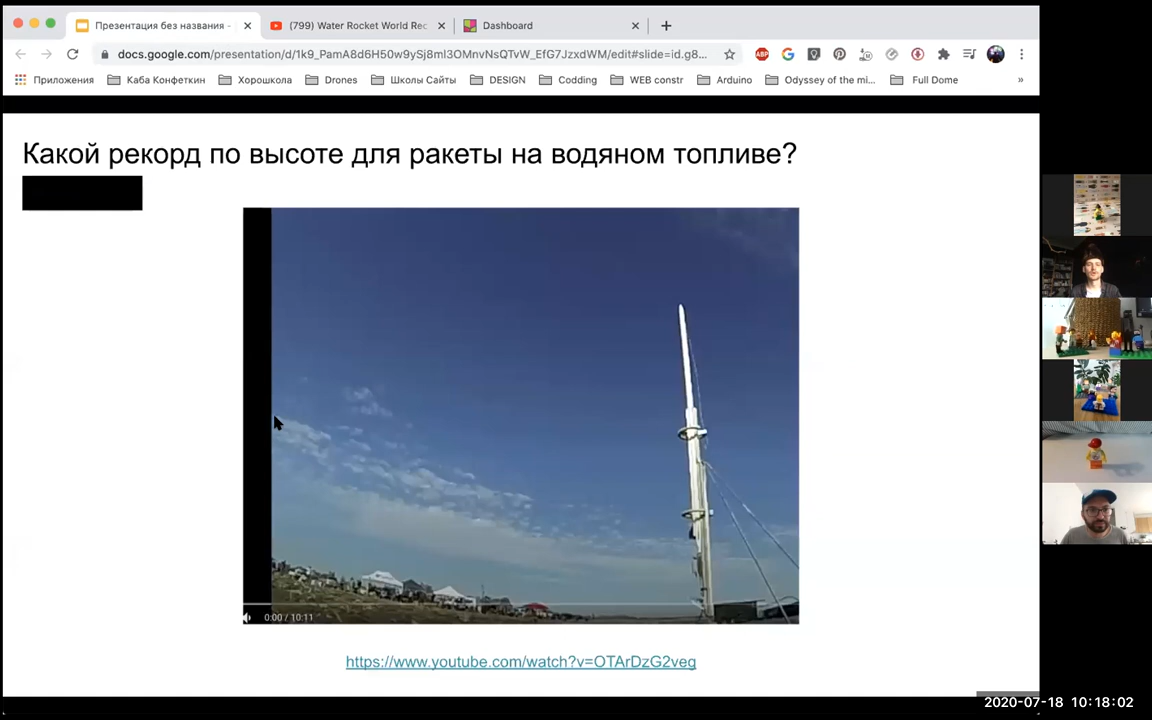 Презентация без названия -
(799) Water Rocket World Rec
Dashboard
docs.google.com/presentation/d/1k9_PamA8d6H50w9ySj8ml3OMnvNsQTvW_EfG7JzxdWM/edit#slide=id.g8...
ABP
Приложения
Каба Конфеткин
Хорошкола
Drones
Школы Сайты
DESIGN
Codding
WEB constr
Arduino
Odyssey of the mi...
Full Dome
»
Какой рекорд по высоте для ракеты на водяном топливе?
0:00 / 10:11
https://www.youtube.com/watch?v=OTArDzG2veg
2020-07-18 10:18:02